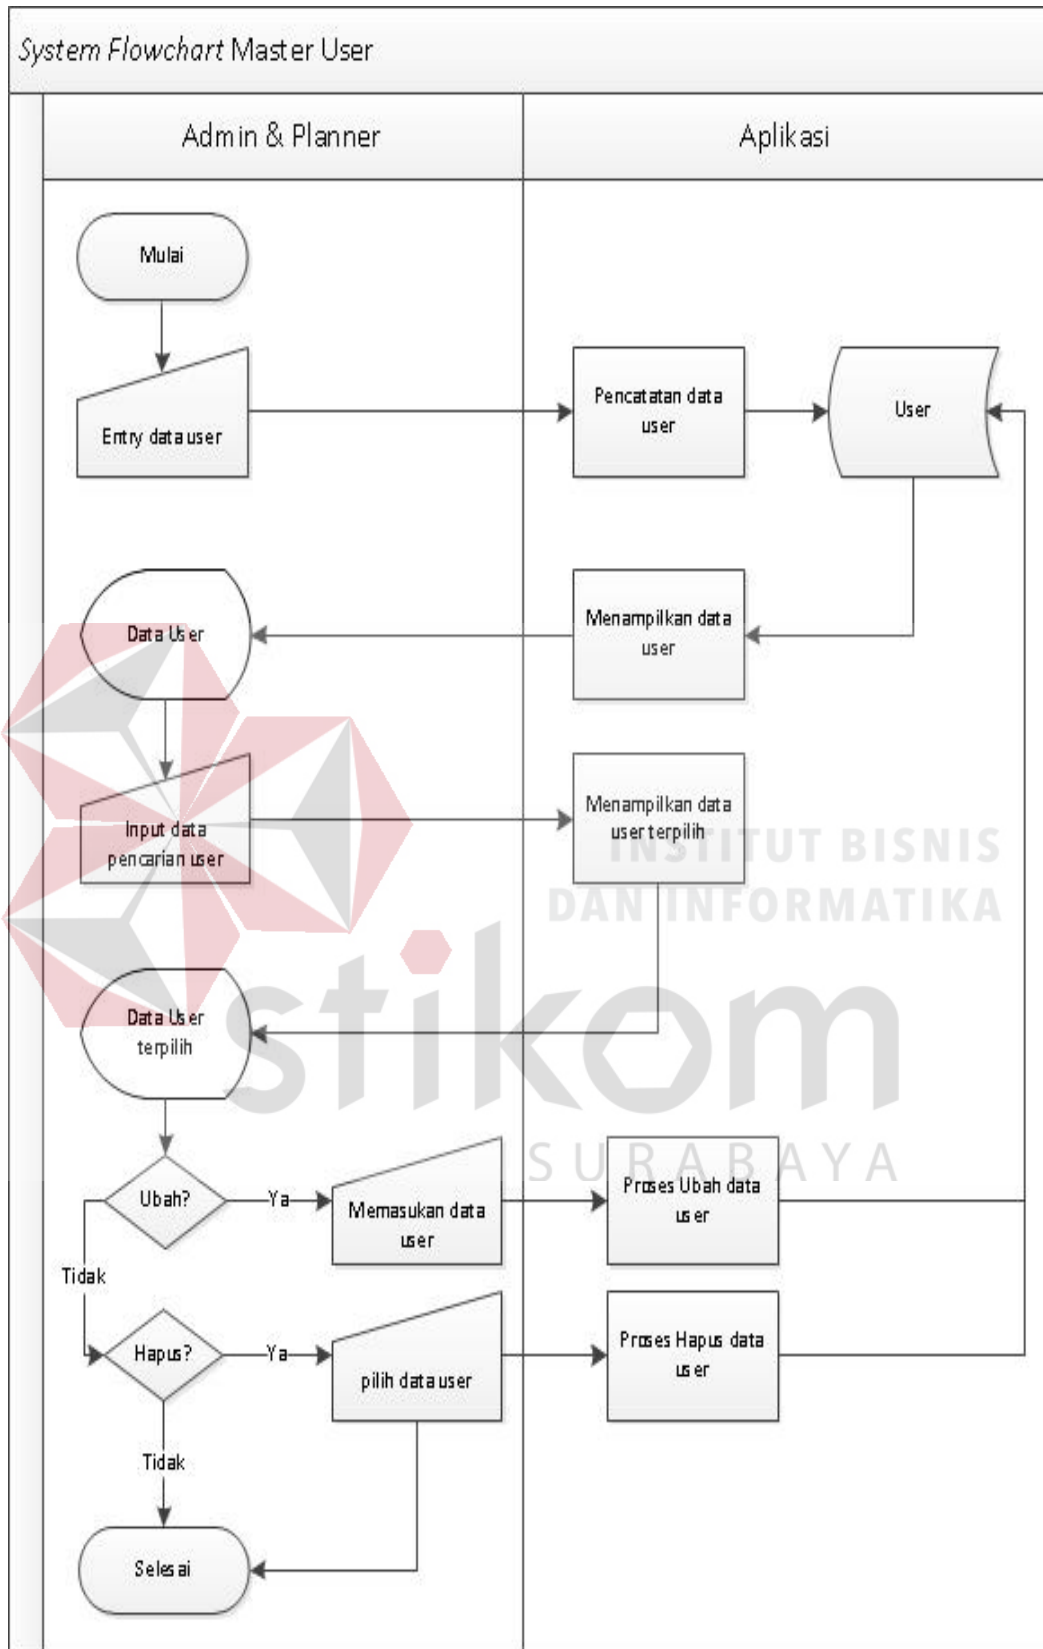 System Flowchart Master User
Admin & Planner
Aplikasi
Mulai
Entry data user
Pencatatan data
user
User
Data User
Menampilkan data
user
Input data
pencarian user
Menampilkan data
user terpilih
INSTITUT BISNIS
DAN INFORMATIKA
stikom
SURABAYA
Data User
terpilih
Ubah?
Ya
Memasukan data
user
Proses Ubah data
user
Tidak
Hapus?
Ya
pilih data user
Proses Hapus data
user
Tidak
Selesai